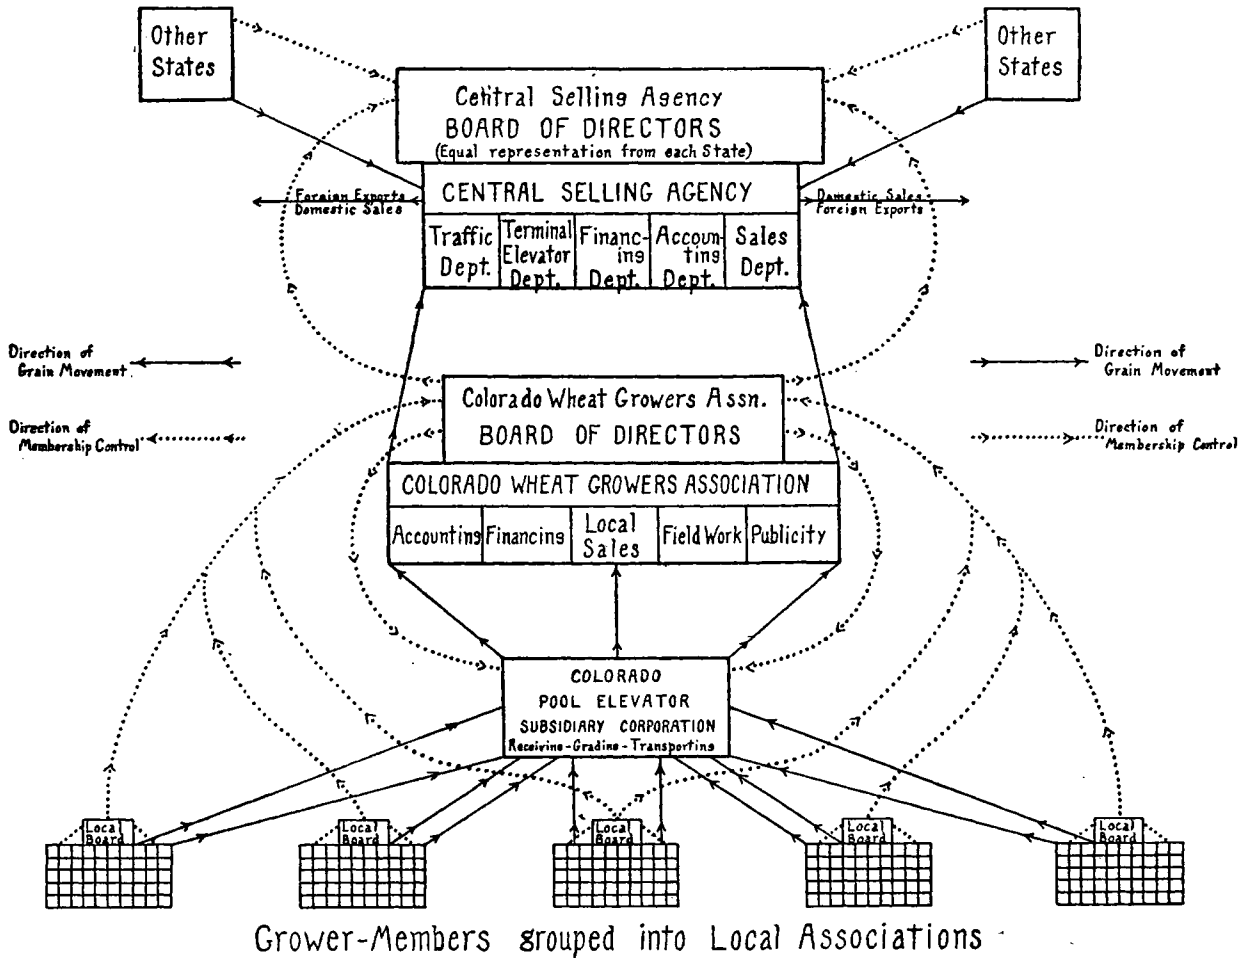 Other
States
Other
States
Central Selling Agency
BOARD OF DIRECTORS
(Equal representation from each State)
CENTRAL SELLING AGENCY
Foreign Exports
Domestic Sales
Domestic Sales
Foreign Exports
Traffic
Dept.
Terminal
Elevator
Dept.
Financ-
ing
Dept.
Accoun-
ting
Dept.
Sales
Dept.
Direction of
Grain Movement
Direction of
Grain Movement
Direction of
Membership Control
Direction of
Membership Control
Colorado Wheat Growers Assn.
BOARD OF DIRECTORS
COLORADO WHEAT GROWERS ASSOCIATION
Accounting
Financing
Local
Sales
Field Work
Publicity
COLORADO
POOL ELEVATOR
SUBSIDIARY CORPORATION
Receiving-Grading-Transporting
Local
Board
Local
Board
Local
Board
Local
Board
Local
Board
Grower-Members grouped into Local Associations